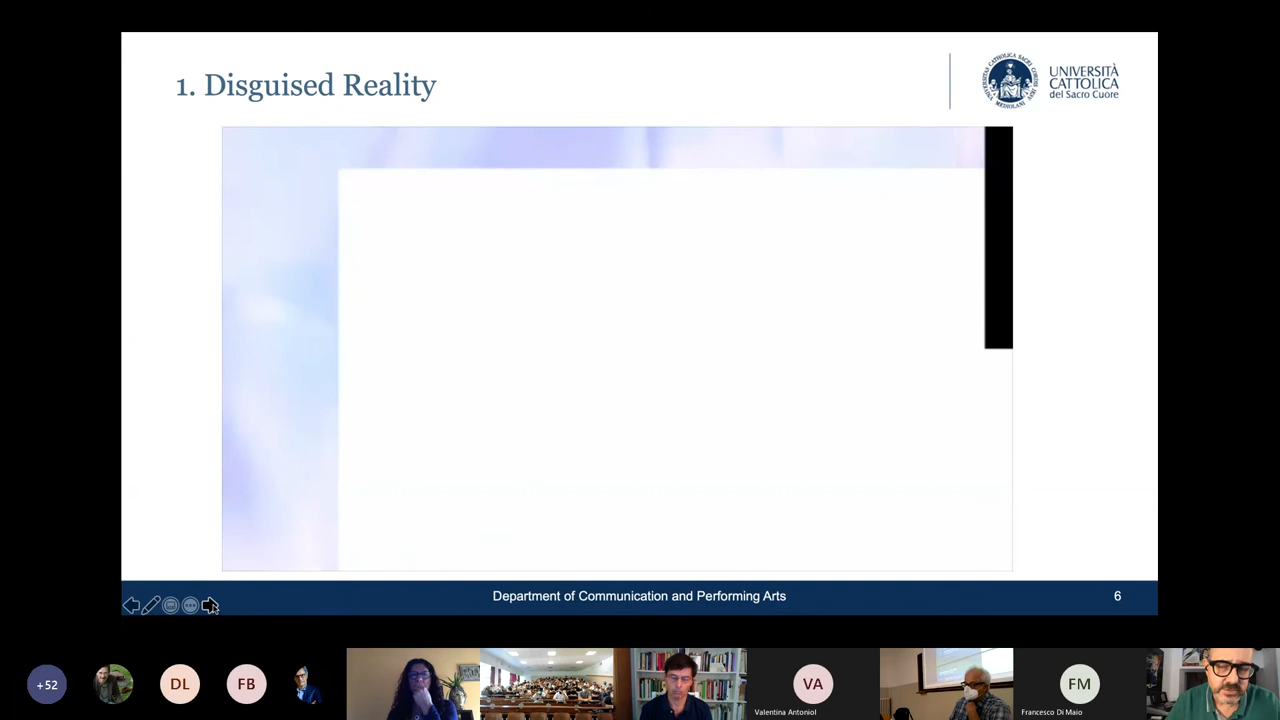 1. Disguised Reality
UNIVERSITÀ
CATTOLICA
del Sacro Cuore
Department of Communication and Performing Arts
6
+52
DL
FB
VA
Valentina Antoniol
FM
Francesco Di Maio